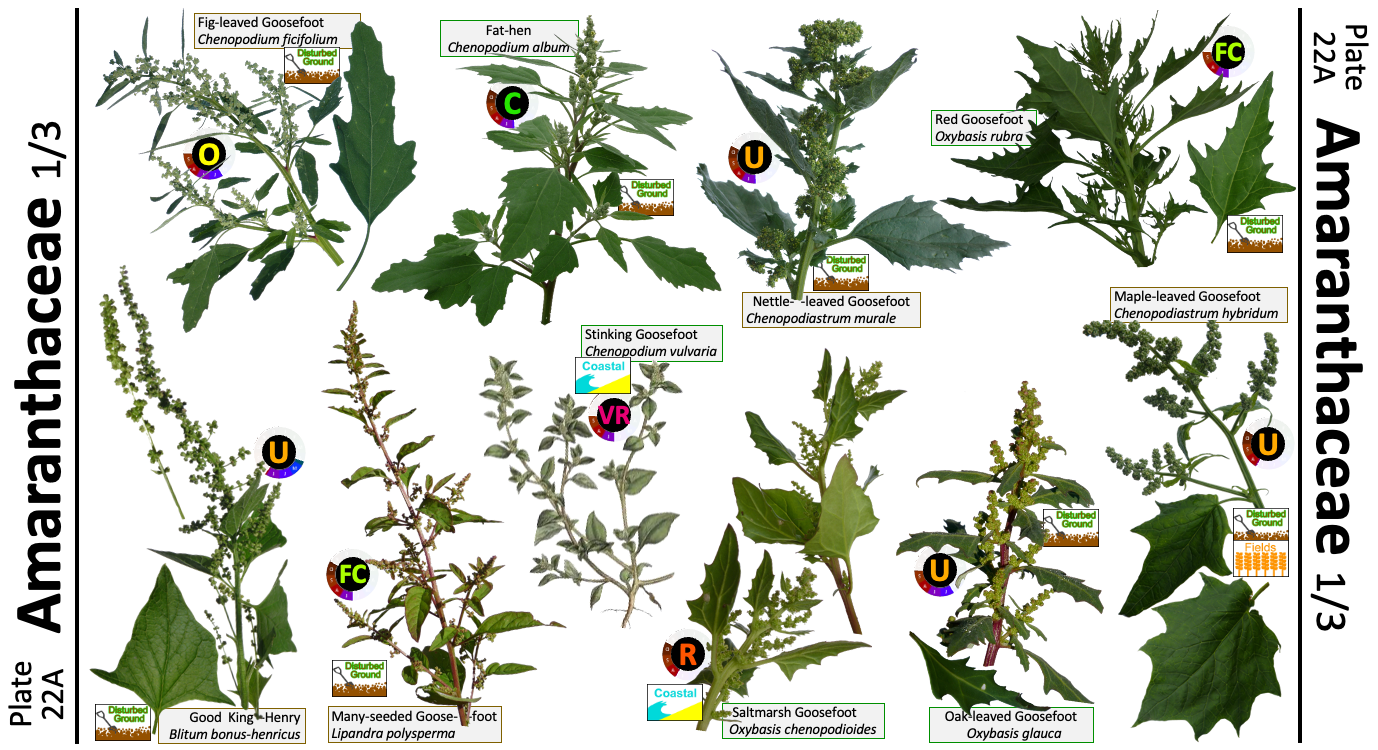 Plate
22A
Amaranthaceae 1/3
Fig-leaved Goosefoot
Chenopodium ficifolium
Disturbed
Ground
O
Fat-hen
Chenopodium album
C
Disturbed
Ground
U
Disturbed
Ground
Nettle- -leaved Goosefoot
Chenopodiastrum murale
FC
Red Goosefoot
Oxybasis rubra
Disturbed
Ground
U
Disturbed
Ground
Good King-Henry
Blitum bonus-henricus
FC
Disturbed
Ground
Many-seeded Goose- foot
Lipandra polysperma
Stinking Goosefoot
Chenopodium vulvaria
Coastal
VR
R
Coastal
Saltmarsh Goosefoot
Oxybasis chenopodioides
U
Disturbed
Ground
Oak-leaved Goosefoot
Oxybasis glauca
Maple-leaved Goosefoot
Chenopodiastrum hybridum
U
Disturbed
Ground
Fields
Plate
22A
Amaranthaceae 1/3